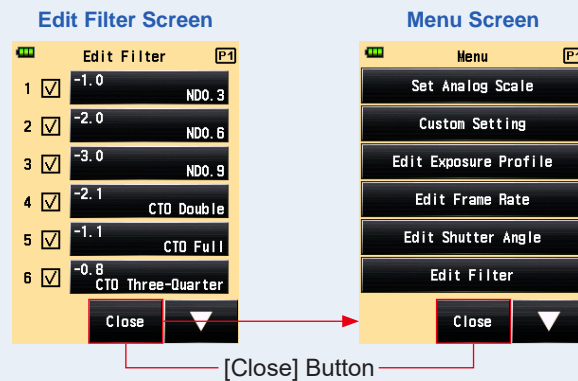 Edit Filter Screen
Menu Screen
Edit Filter P1
1 -1.0 ND0.3
2 -2.0 ND0.6
3 -3.0 ND0.9
4 -2.1 CTO Double
5 -1.1 CTO Full
6 -0.8 CTO Three-Quarter
Close
Menu P1
Set Analog Scale
Custom Setting
Edit Exposure Profile
Edit Frame Rate
Edit Shutter Angle
Edit Filter
Close
[Close] Button